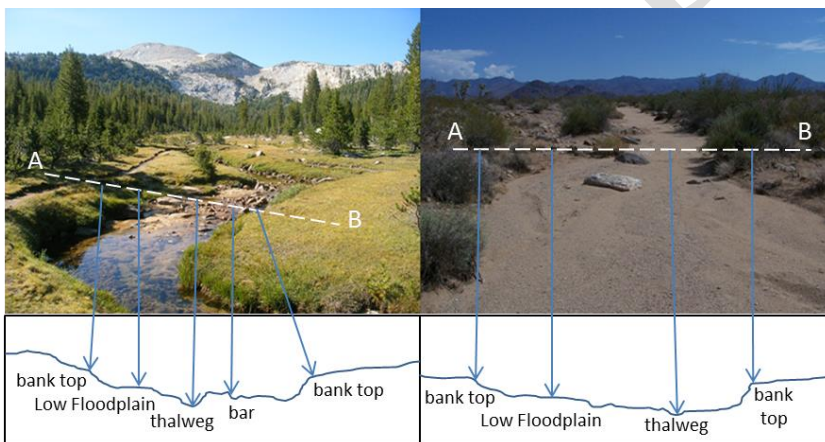 A
B
A
B
bank top
Low Floodplain
thalweg
bar
bank top
bank top
Low Floodplain
thalweg
bank
top